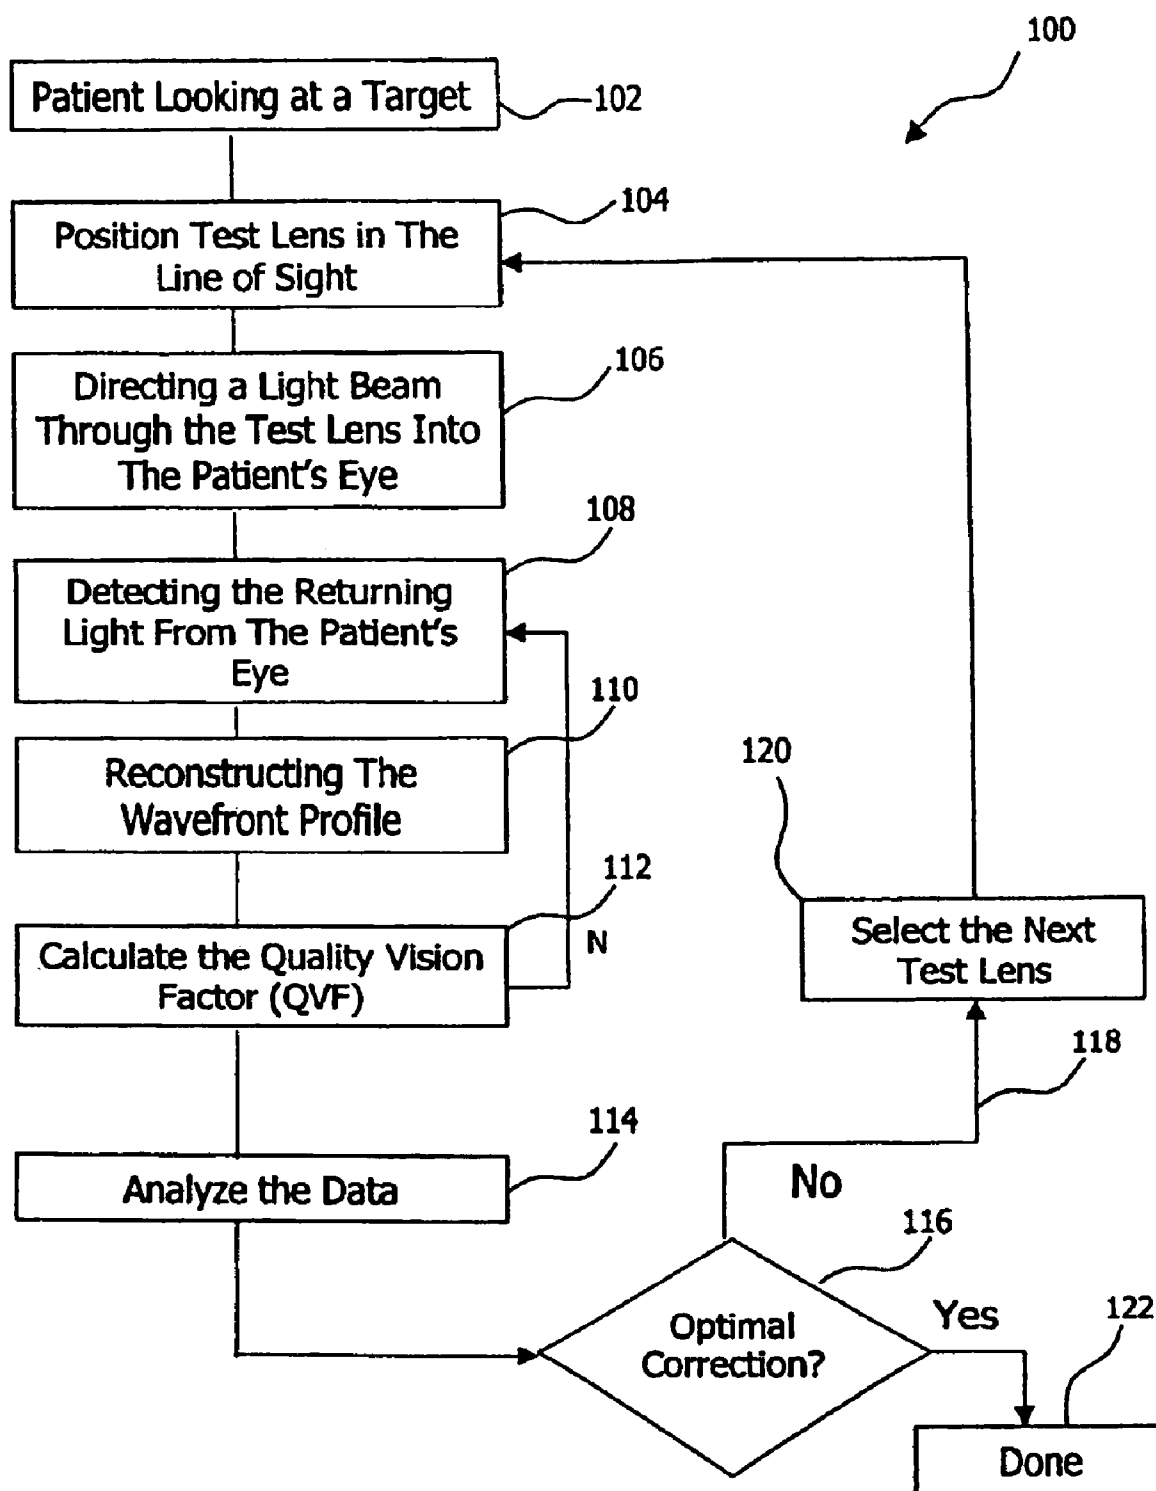 100
Patient Looking at a Target
102
104
Position Test Lens in The
Line of Sight
106
Directing a Light Beam
Through the Test Lens Into
The Patient's Eye
108
Detecting the Returning
Light From The Patient's
Eye
110
Reconstructing The
Wavefront Profile
120
112
Select the Next
Test Lens
Calculate the Quality Vision
Factor (QVF)
N
118
114
Analyze the Data
No
116
Optimal
Correction?
Yes
122
Done